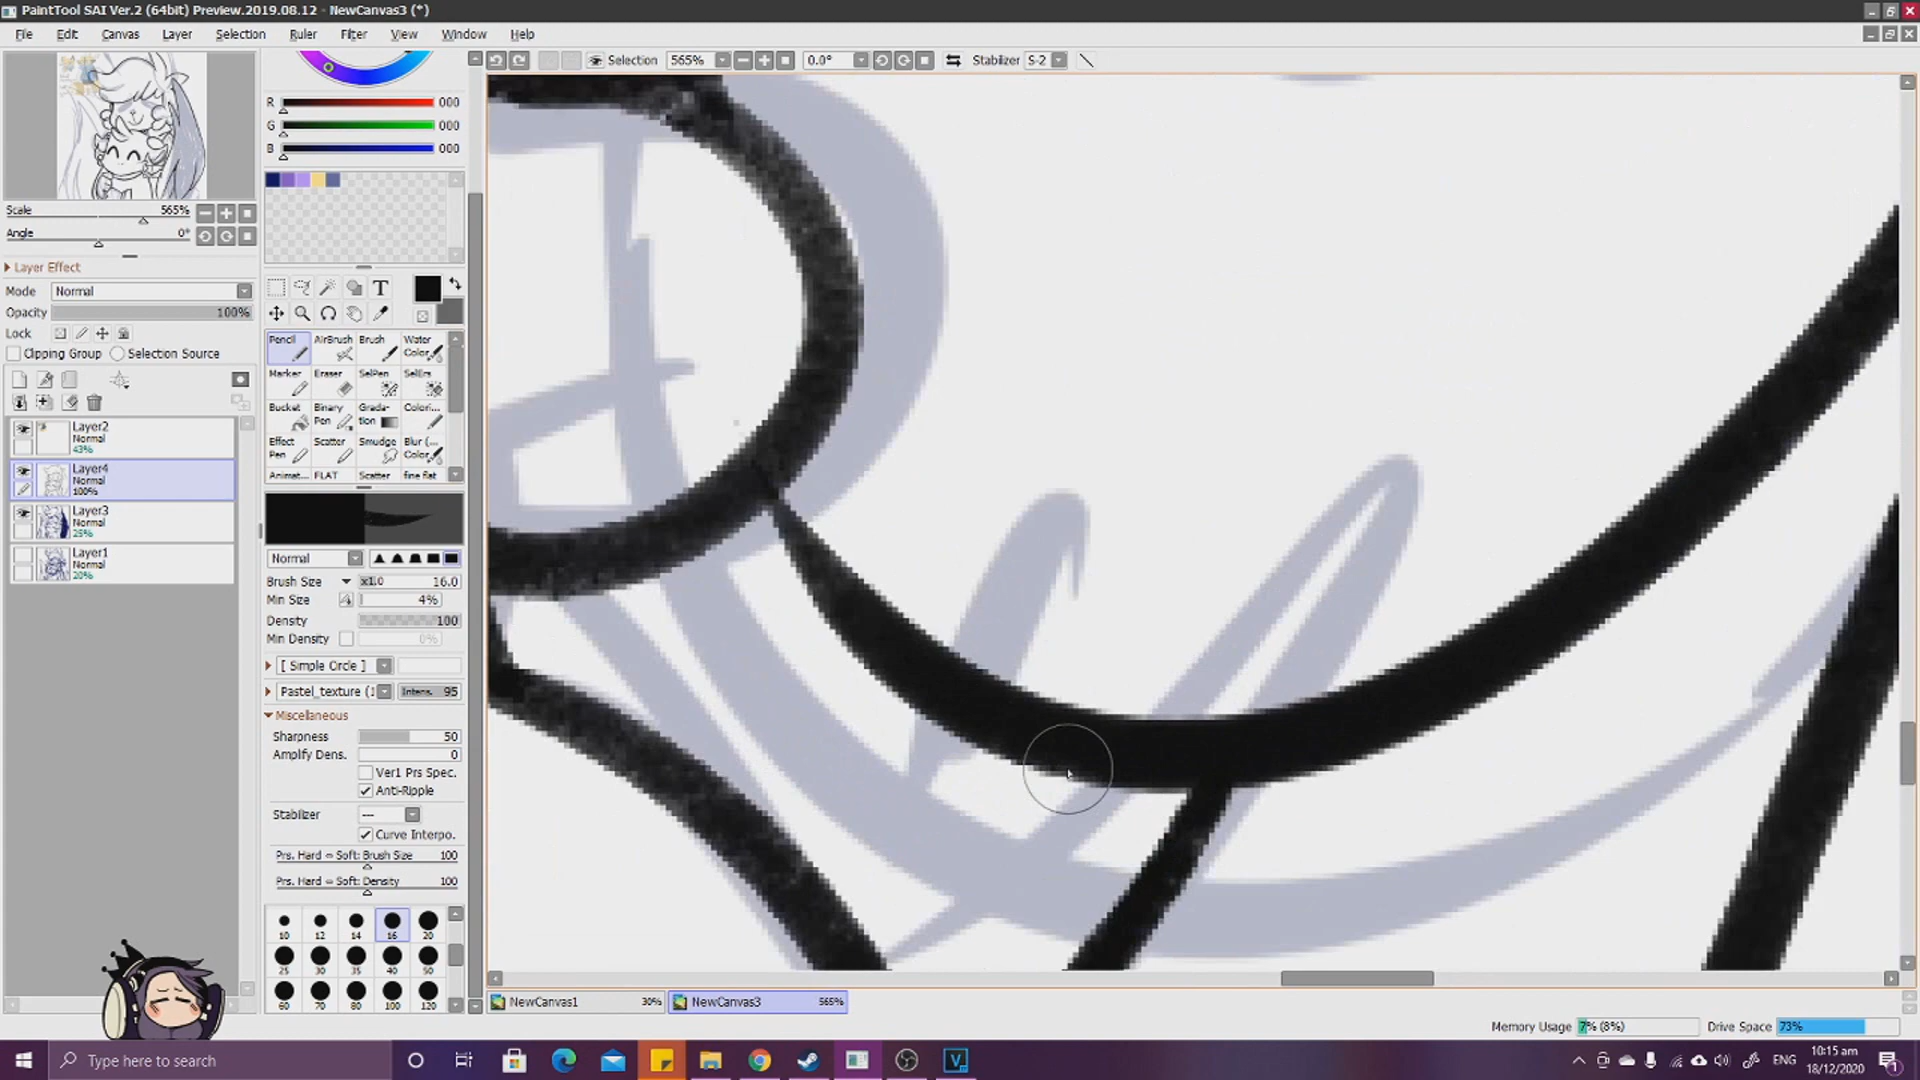 PaintTool SAI Ver.2 (64bit) Preview.2019.08.12 - NewCanvas3 (*)
File Edit Canvas Layer Selection Ruler Filter View Window Help
Selection 565% 0.0° Stabilizer S-2
R 000
G 000
B 000
Scale 565%
Angle 0°
Layer Effect
Mode Normal
Opacity 100%
Lock
Clipping Group Selection Source
Layer2
Normal
43%
Layer4
Normal
100%
Layer3
Normal
25%
Layer1
Normal
20%
T
Pencil AirBrush Brush Water Color
Marker Eraser SelPen SelErs
Bucket Binary Pen Grada-tion Colori...
Effect Pen Scatter Smudge Blur (... Color
Animat... FLAT Scatter fine flat
Normal
Brush Size x1.0 16.0
Min Size 4%
Density 100
Min Density 0%
[ Simple Circle ]
Pastel_texture (1 Intens. 95
Miscellaneous
Sharpness 50
Amplify Dens. 0
Ver1 Prs Spec.
Anti-Ripple
Stabilizer ---
Curve Interpo.
Prs. Hard ⇔ Soft: Brush Size 100
Prs. Hard ⇔ Soft: Density 100
10 12 14 16 20
25 30 35 40 50
60 70 80 100 120
NewCanvas1 30% NewCanvas3 565%
Memory Usage 7% (8%) Drive Space 73%
Type here to search
V
ENG
10:15 am
18/12/2020
1